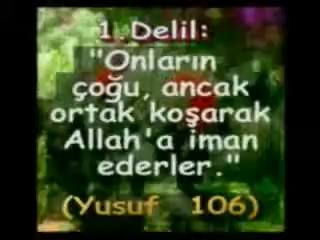 1.Delil:
"Onların
çoğu, ancak
ortak koşarak
Allah'a iman
ederler."
(Yusuf 106)